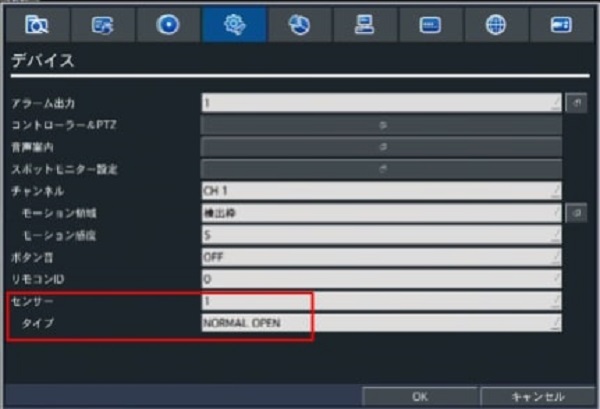 デバイス
アラーム出力 1
コントローラー&PTZ
音声案内
スポットモニター設定
チャンネル CH 1
モーション領域 検出枠
モーション感度 5
ボタン音 OFF
リモコンID 0
センサー 1
タイプ NORMAL OPEN
OK キャンセル